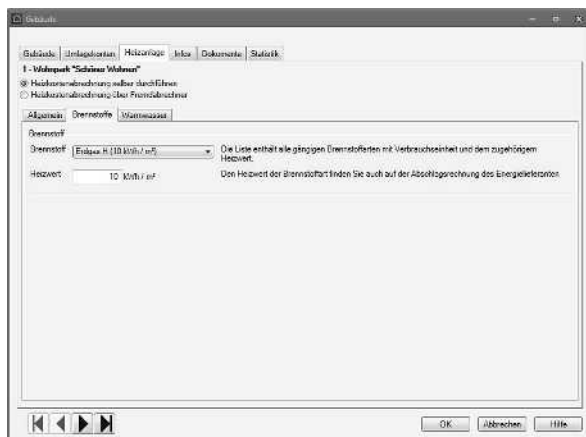 Gebäude
Gebäude Umlagekonten Heizanlage Infos Dokumente Statistik
1 - Wohnpark "Schöner Wohnen"
Heizkostenabrechnung selber durchführen
Heizkostenabrechnung über Fremdabrechner
Allgemein Brennstoffe Warmwasser
Brennstoff
Brennstoff Erdgas H (10 kWh / m³) Die Liste enthält alle gängigen Brennstoffarten mit Verbrauchseinheit und dem zugehörigem
Heizwert.
Heizwert 10 kWh / m³ Den Heizwert der Brennstoffart finden Sie auch auf der Abschlagsrechnung des Energielieferanten
OK Abbrechen Hilfe